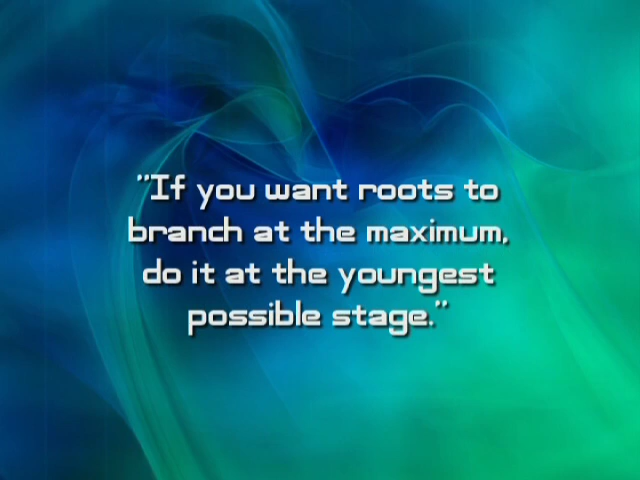 "If you want roots to
branch at the maximum,
do it at the youngest
possible stage."